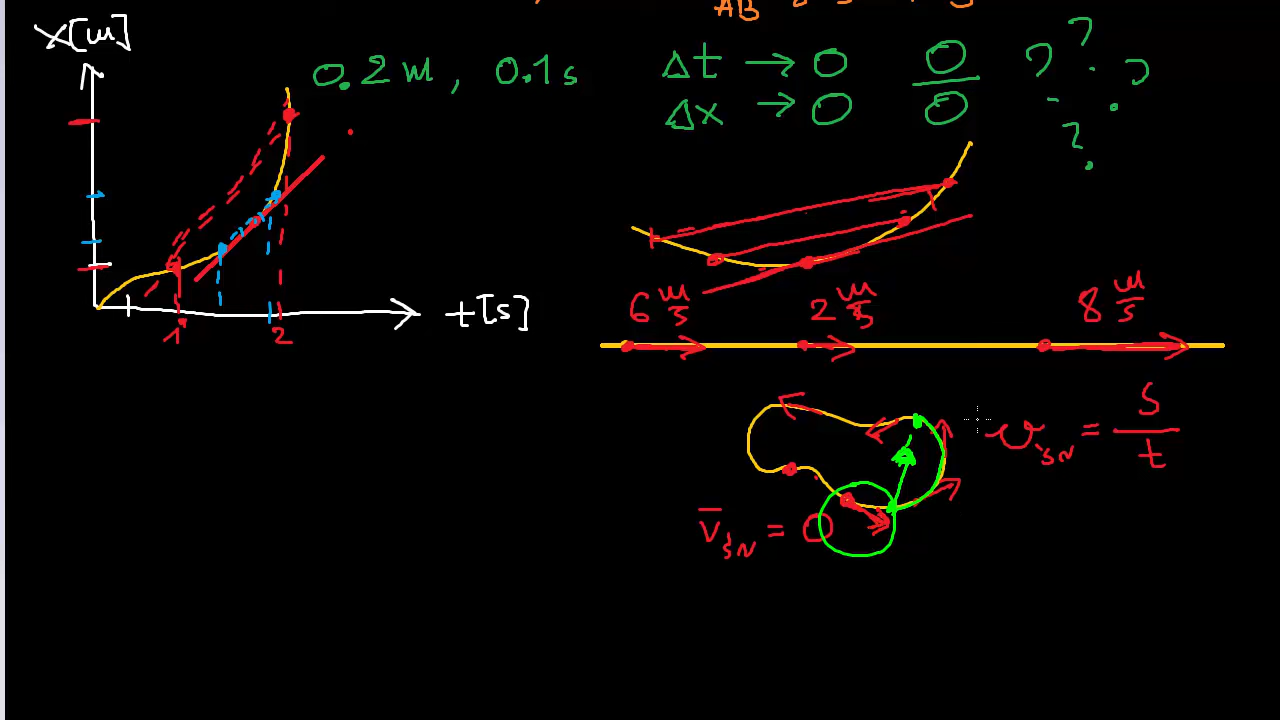 AB
x[m]
0.2 m, 0.1 s
Δt → 0
Δx → 0
0/0
? ? ? ?
t[s]
1 2
6 m/s 2 m/s 8 m/s
v_sr = s/t
v̄_sr = 0